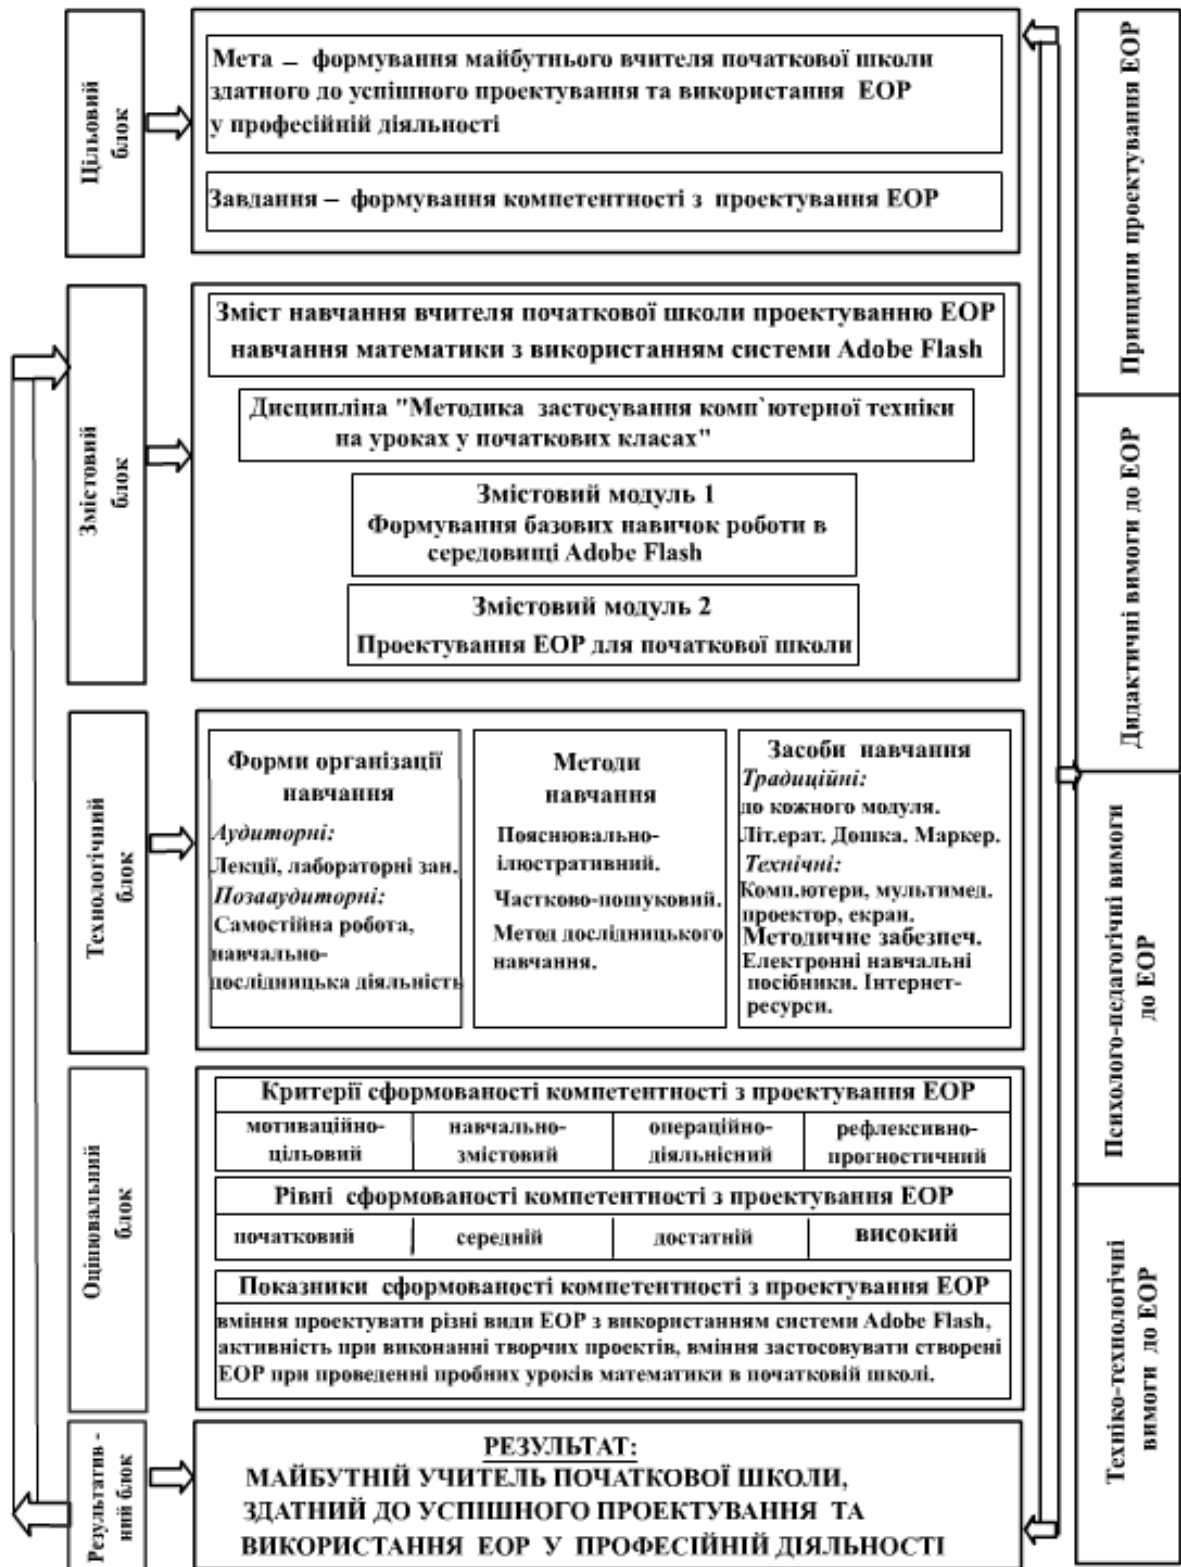 Цільовий
блок
Мета – формування майбутнього вчителя початкової школи
здатного до успішного проектування та використання ЕОР
у професійній діяльності
Завдання – формування компетентності з проектування ЕОР
Змістовий
блок
Зміст навчання вчителя початкової школи проектуванню ЕОР
навчання математики з використанням системи Adobe Flash
Дисципліна "Методика застосування комп`ютерної техніки
на уроках у початкових класах"
Змістовий модуль 1
Формування базових навичок роботи в
середовищі Adobe Flash
Змістовий модуль 2
Проектування ЕОР для початкової школи
Технологічний
блок
Форми організації
навчання
Аудиторні:
Лекції, лабораторні зан.
Позааудиторні:
Самостійна робота,
навчально-
дослідницька діяльність
Методи
навчання
Пояснювально-
ілюстративний.
Частково-пошуковий.
Метод дослідницького
навчання.
Засоби навчання
Традиційні:
до кожного модуля.
Літ.ерат. Дошка. Маркер.
Технічні:
Комп.ютери, мультимед.
проектор, екран.
Методичне забезпеч.
Електронні навчальні
посібники. Інтернет-
ресурси.
Оцінювальний
блок
Критерії сформованості компетентності з проектування ЕОР
мотиваційно-
цільовий
навчально-
змістовий
операційно-
діяльнісний
рефлексивно-
прогностичний
Рівні сформованості компетентності з проектування ЕОР
початковий
середній
достатній
високий
Показники сформованості компетентності з проектування ЕОР
вміння проектувати різні види ЕОР з використанням системи Adobe Flash,
активність при виконанні творчих проектів, вміння застосовувати створені
ЕОР при проведенні пробних уроків математики в початковій школі.
Результатив -
ний блок
РЕЗУЛЬТАТ:
МАЙБУТНІЙ УЧИТЕЛЬ ПОЧАТКОВОЇ ШКОЛИ,
ЗДАТНИЙ ДО УСПІШНОГО ПРОЕКТУВАННЯ ТА
ВИКОРИСТАННЯ ЕОР У ПРОФЕСІЙНІЙ ДІЯЛЬНОСТІ
Принципи проектування ЕОР
Дидактичні вимоги до ЕОР
Психолого-педагогічні вимоги
до ЕОР
Техніко-технологічні
вимоги до ЕОР